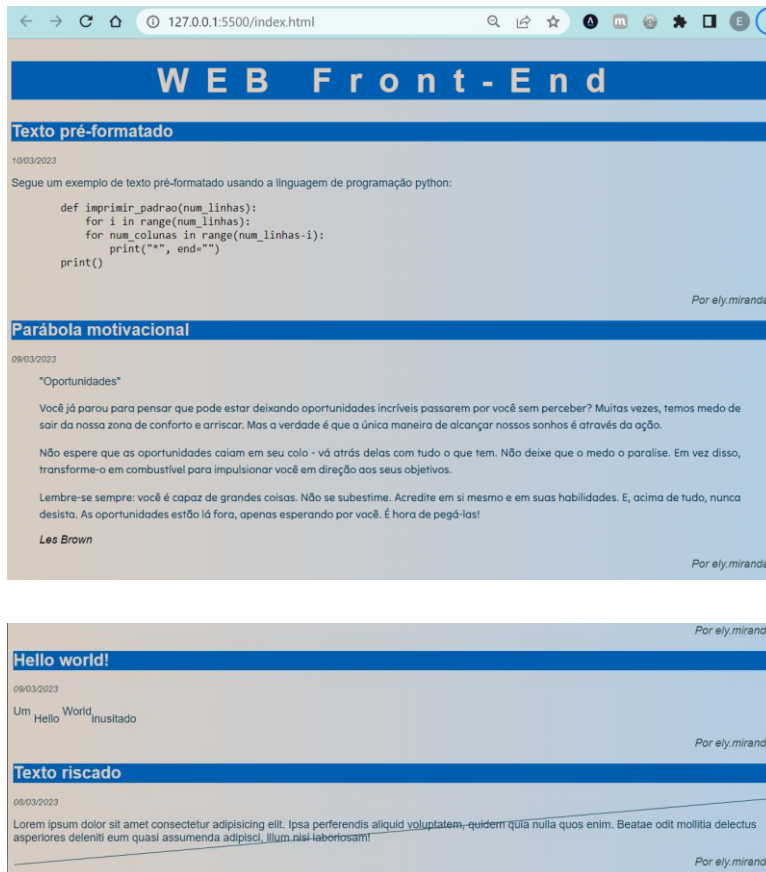 127.0.0.1:5500/index.html
E
WEB Front-End
Texto pré-formatado
10/03/2023
Segue um exemplo de texto pré-formatado usando a linguagem de programação python:
def imprimir_padrao(num_linhas):
for i in range(num_linhas):
for num_colunas in range(num_linhas-i):
print("*", end="")
print()
Por ely.miranda
Parábola motivacional
09/03/2023
"Oportunidades"
Você já parou para pensar que pode estar deixando oportunidades incríveis passarem por você sem perceber? Muitas vezes, temos medo de
sair da nossa zona de conforto e arriscar. Mas a verdade é que a única maneira de alcançar nossos sonhos é através da ação.
Não espere que as oportunidades caiam em seu colo - vá atrás delas com tudo o que tem. Não deixe que o medo o paralise. Em vez disso,
transforme-o em combustível para impulsionar você em direção aos seus objetivos.
Lembre-se sempre: você é capaz de grandes coisas. Não se subestime. Acredite em si mesmo e em suas habilidades. E, acima de tudo, nunca
desista. As oportunidades estão lá fora, apenas esperando por você. É hora de pegá-las!
Les Brown
Por ely.miranda
Por ely.mirand
Hello world!
09/03/2023
Um Hello World inusitado
Por ely.mirand
Texto riscado
08/03/2023
Lorem ipsum dolor sit amet consectetur adipisicing elit. Ipsa perferendis aliquid voluptatem, quidem quia nulla quos enim. Beatae odit mollitia delectus
asperiores deleniti eum quasi assumenda adipisci, illum nisi laboriosam!
Por ely.mirand